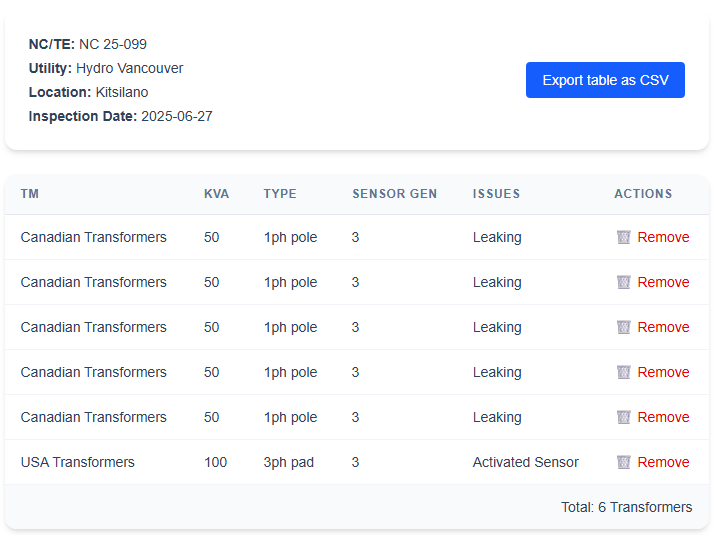 NC/TE: NC 25-099
Utility: Hydro Vancouver
Location: Kitsilano
Inspection Date: 2025-06-27
Export table as CSV
TM KVA TYPE SENSOR GEN ISSUES ACTIONS
Canadian Transformers 50 1ph pole 3 Leaking Remove
Canadian Transformers 50 1ph pole 3 Leaking Remove
Canadian Transformers 50 1ph pole 3 Leaking Remove
Canadian Transformers 50 1ph pole 3 Leaking Remove
Canadian Transformers 50 1ph pole 3 Leaking Remove
USA Transformers 100 3ph pad 3 Activated Sensor Remove
Total: 6 Transformers